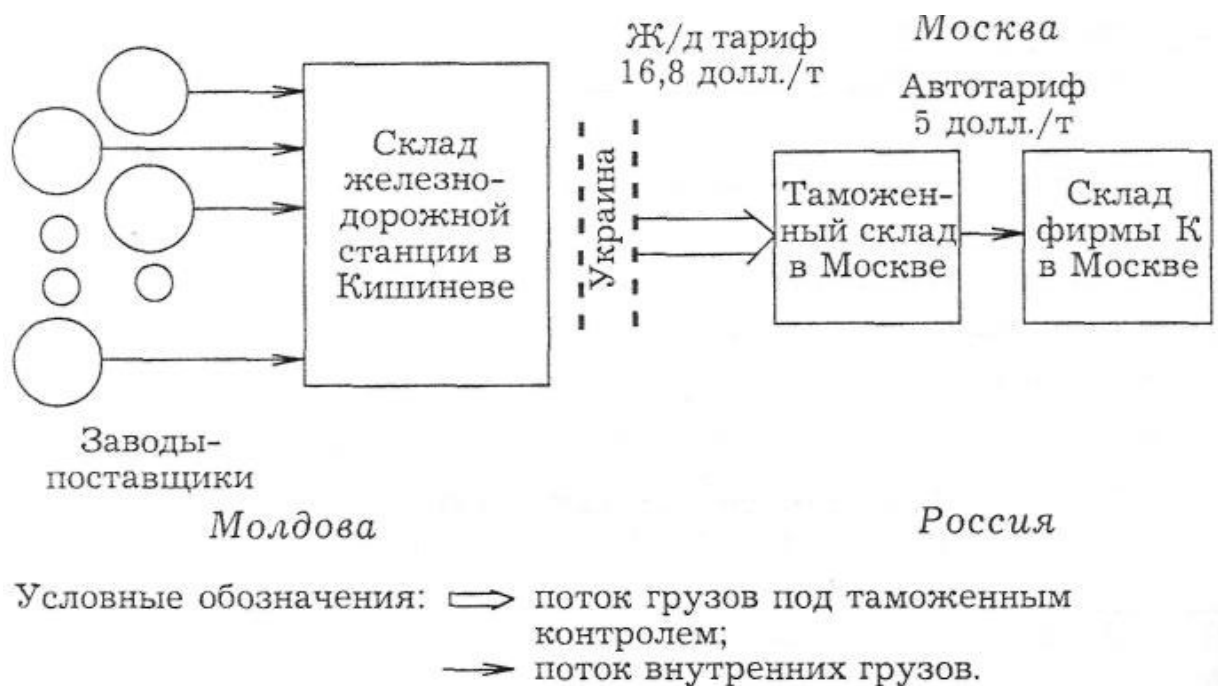 Ж/д тариф
16,8 долл./т
Москва
Автотариф
5 долл./т
Склад
железно-
дорожной
станции в
Кишиневе
Украина
Таможен-
ный склад
в Москве
Склад
фирмы К
в Москве
Заводы-
поставщики
Молдова
Россия
Условные обозначения:
поток грузов под таможенным
контролем;
поток внутренних грузов.